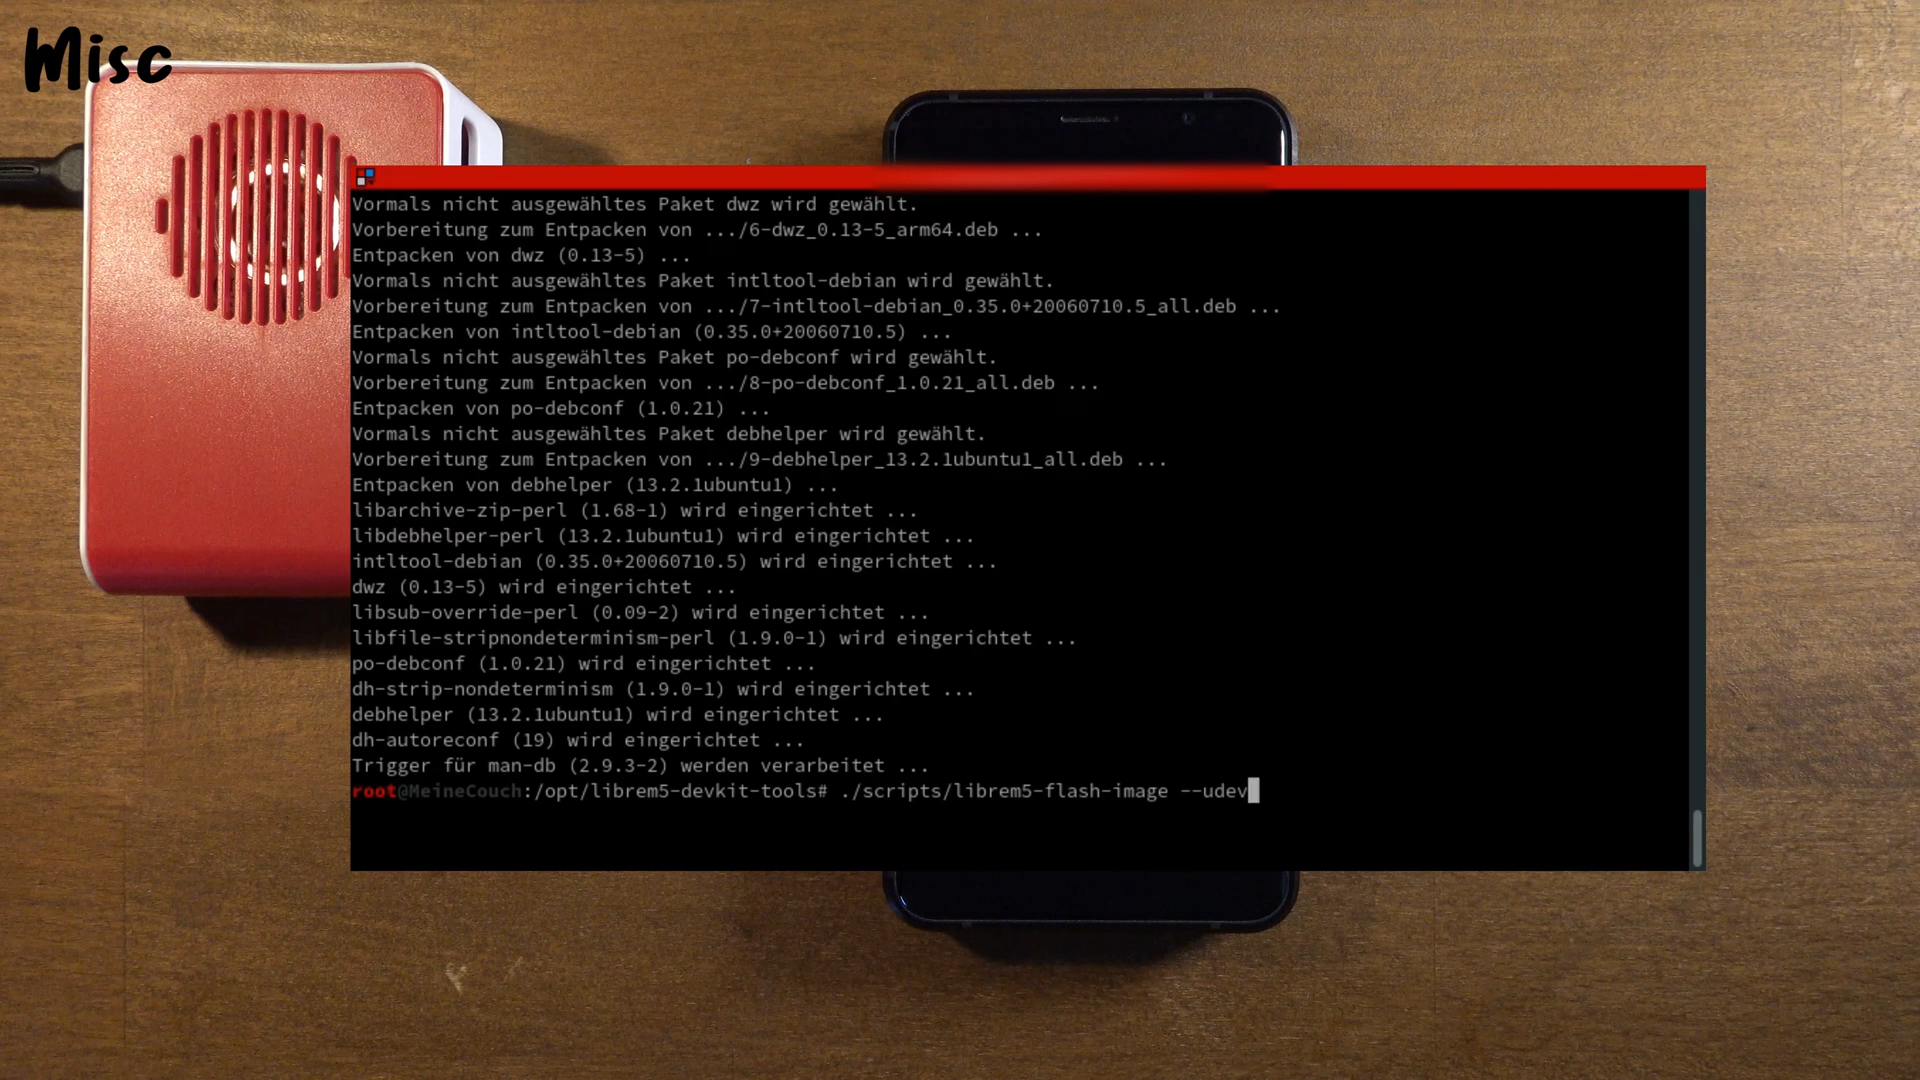 Misc
Vormals nicht ausgewähltes Paket dwz wird gewählt.
Vorbereitung zum Entpacken von .../6-dwz_0.13-5_arm64.deb ...
Entpacken von dwz (0.13-5) ...
Vormals nicht ausgewähltes Paket intltool-debian wird gewählt.
Vorbereitung zum Entpacken von .../7-intltool-debian_0.35.0+20060710.5_all.deb ...
Entpacken von intltool-debian (0.35.0+20060710.5) ...
Vormals nicht ausgewähltes Paket po-debconf wird gewählt.
Vorbereitung zum Entpacken von .../8-po-debconf_1.0.21_all.deb ...
Entpacken von po-debconf (1.0.21) ...
Vormals nicht ausgewähltes Paket debhelper wird gewählt.
Vorbereitung zum Entpacken von .../9-debhelper_13.2.1ubuntu1_all.deb ...
Entpacken von debhelper (13.2.1ubuntu1) ...
libarchive-zip-perl (1.68-1) wird eingerichtet ...
libdebhelper-perl (13.2.1ubuntu1) wird eingerichtet ...
intltool-debian (0.35.0+20060710.5) wird eingerichtet ...
dwz (0.13-5) wird eingerichtet ...
libsub-override-perl (0.09-2) wird eingerichtet ...
libfile-stripnondeterminism-perl (1.9.0-1) wird eingerichtet ...
po-debconf (1.0.21) wird eingerichtet ...
dh-strip-nondeterminism (1.9.0-1) wird eingerichtet ...
debhelper (13.2.1ubuntu1) wird eingerichtet ...
dh-autoreconf (19) wird eingerichtet ...
Trigger für man-db (2.9.3-2) werden verarbeitet ...
root@MeineCouch:/opt/librem5-devkit-tools# ./scripts/librem5-flash-image --udev